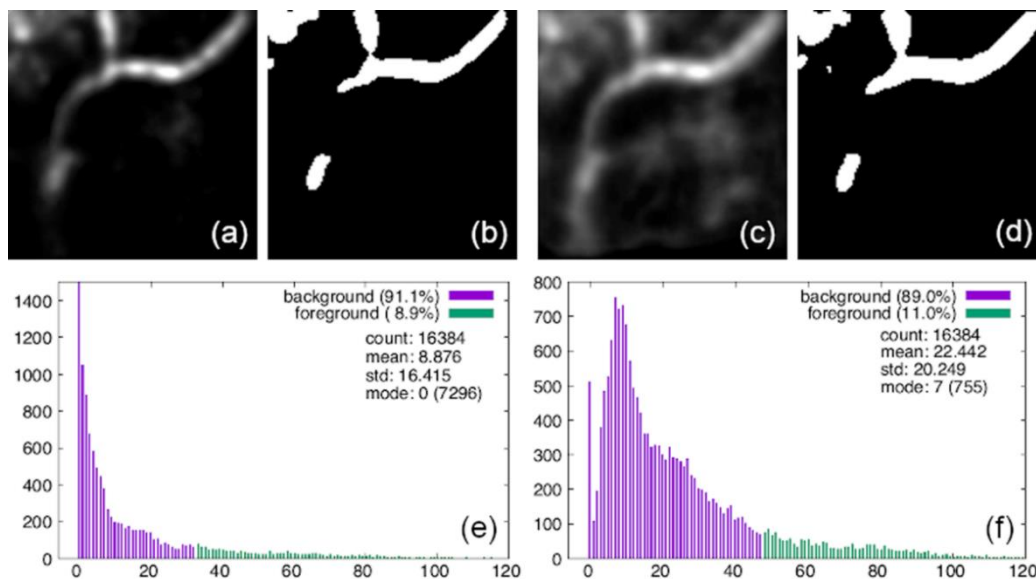 (a)
(b)
(c)
(d)
background (91.1%)
foreground ( 8.9%)
count: 16384
mean: 8.876
std: 16.415
mode: 0 (7296)
1400
1200
1000
800
600
400
200
0
0 20 40 60 80 100 120
(e)
background (89.0%)
foreground (11.0%)
count: 16384
mean: 22.442
std: 20.249
mode: 7 (755)
800
700
600
500
400
300
200
100
0
0 20 40 60 80 100 120
(f)